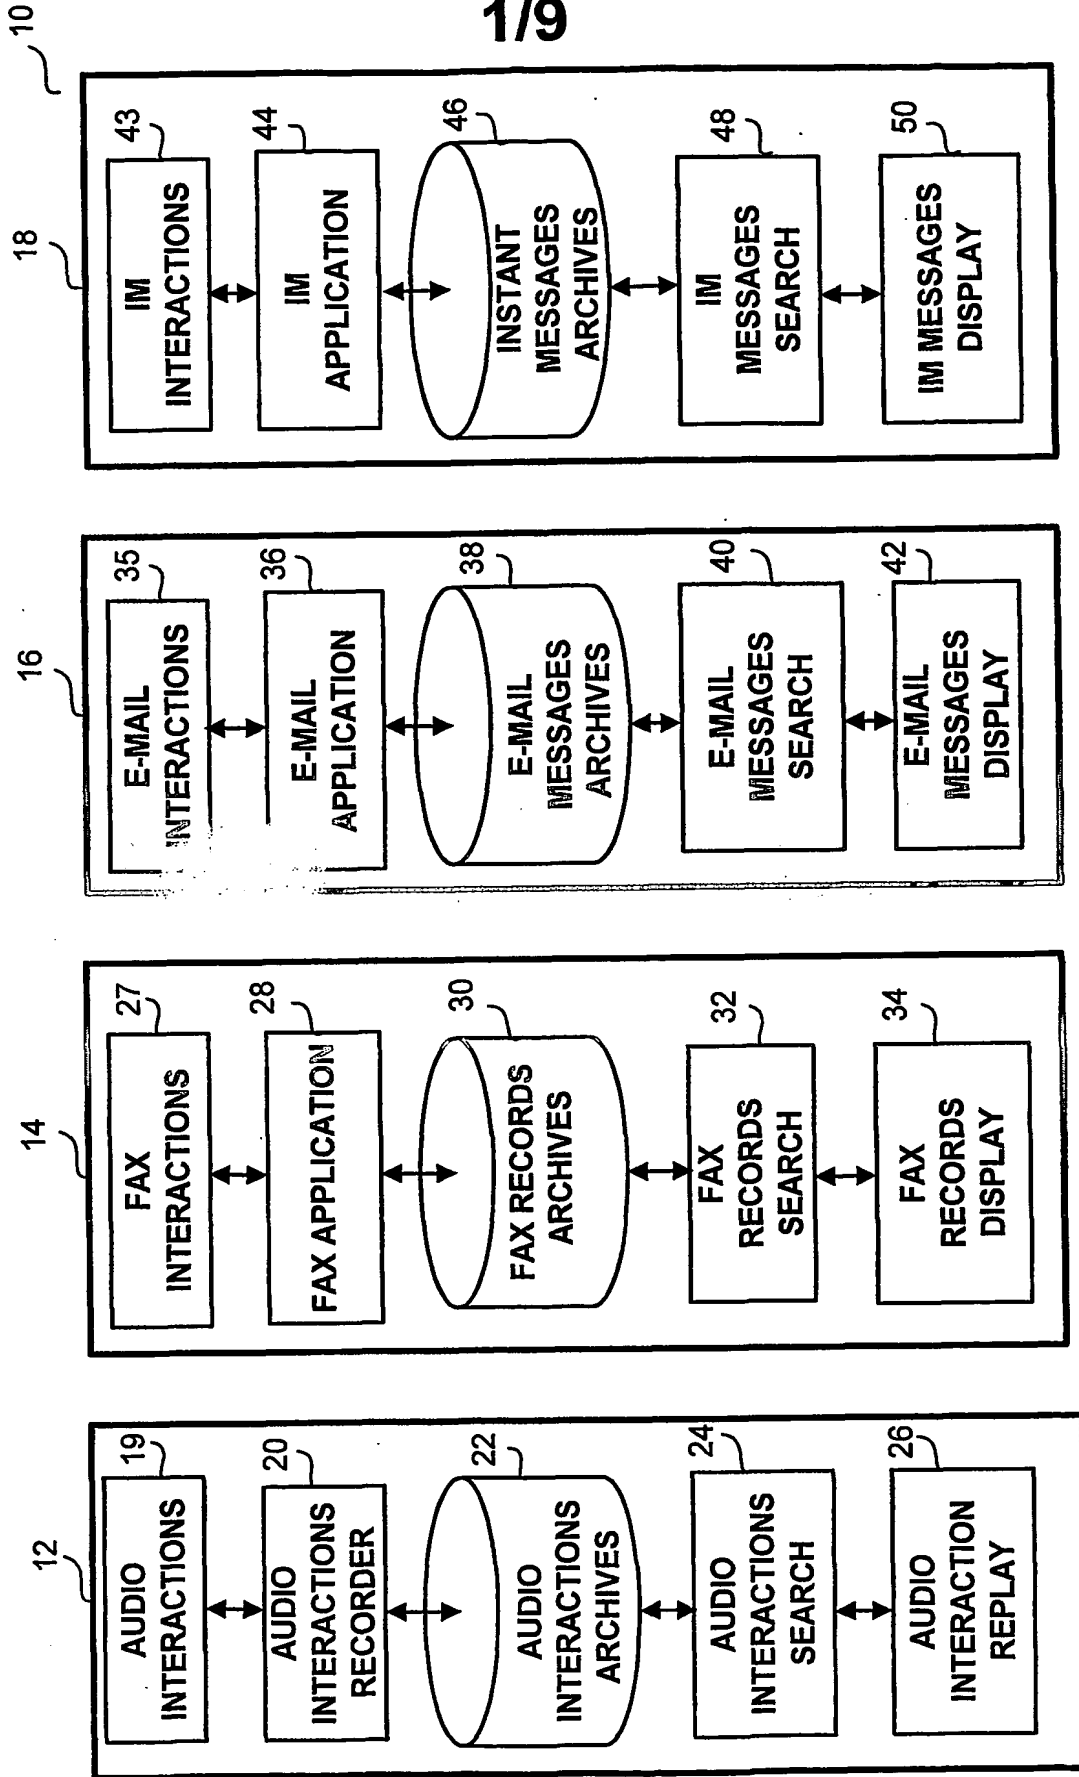 1/9
10
12
19
AUDIO
INTERACTIONS
20
AUDIO
INTERACTIONS
RECORDER
22
AUDIO
INTERACTIONS
ARCHIVES
24
AUDIO
INTERACTIONS
SEARCH
26
AUDIO
INTERACTION
REPLAY
14
27
FAX
INTERACTIONS
28
FAX APPLICATION
30
FAX RECORDS
ARCHIVES
32
FAX
RECORDS
SEARCH
34
FAX
RECORDS
DISPLAY
16
35
E-MAIL
INTERACTIONS
36
E-MAIL
APPLICATION
38
E-MAIL
MESSAGES
ARCHIVES
40
E-MAIL
MESSAGES
SEARCH
42
E-MAIL
MESSAGES
DISPLAY
18
43
IM
INTERACTIONS
44
IM
APPLICATION
46
INSTANT
MESSAGES
ARCHIVES
48
IM
MESSAGES
SEARCH
50
IM MESSAGES
DISPLAY